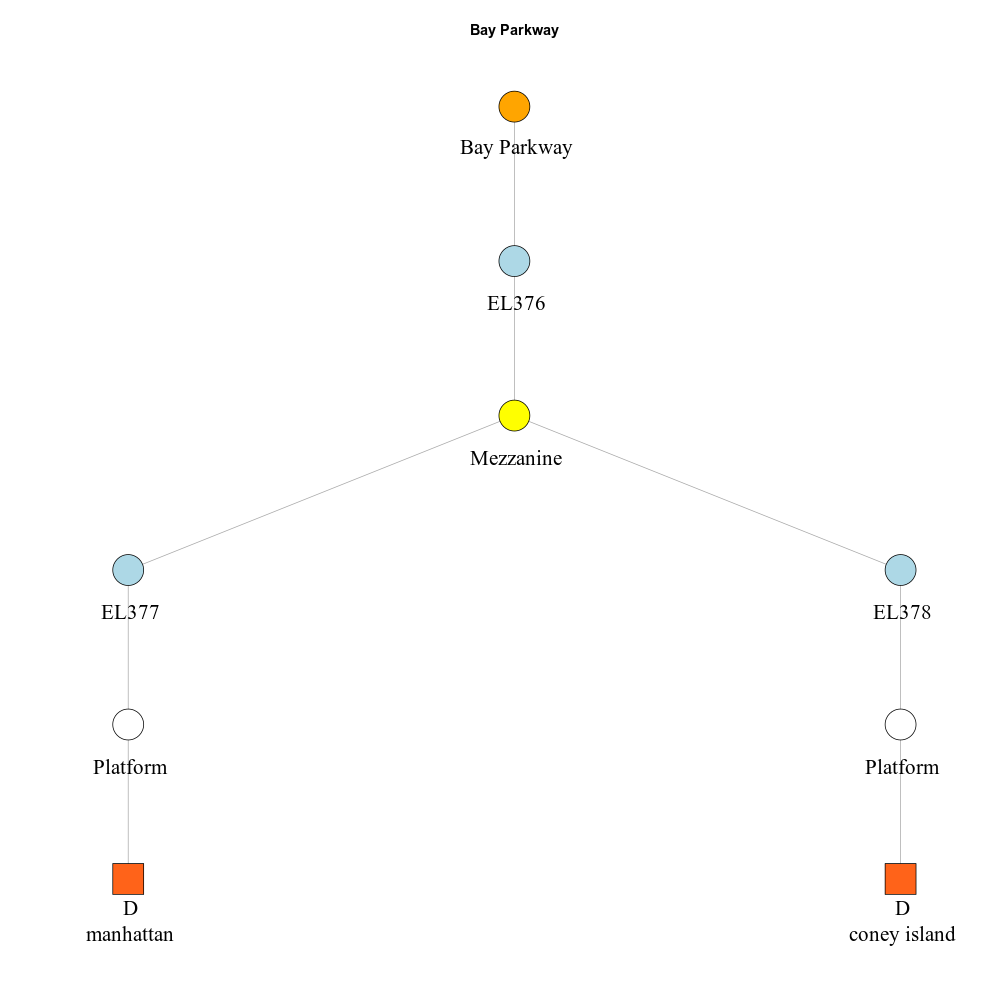 Bay Parkway
Bay Parkway
EL376
Mezzanine
EL377
EL378
Platform
Platform
D
manhattan
D
coney island